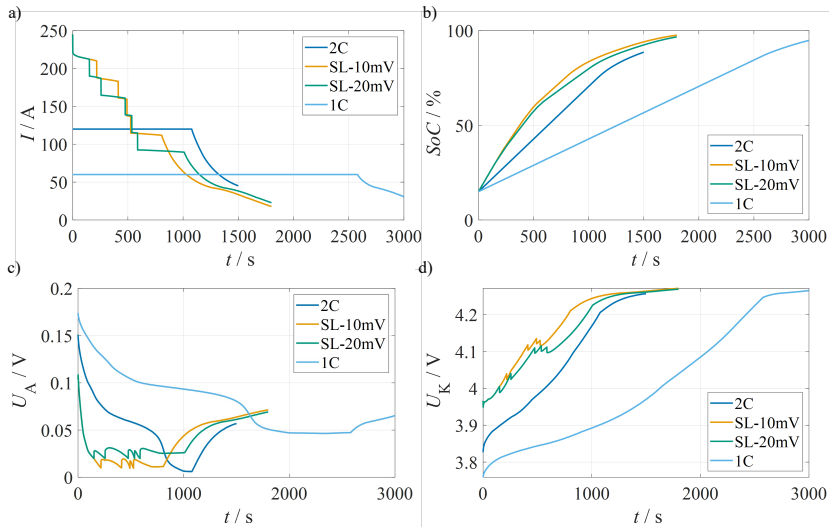 a)
250
200
150
100
50
0
I / A
0
500
1000
1500
2000
2500
3000
t / s
2C
SL-10mV
SL-20mV
1C
b)
100
50
0
SoC / %
0
1000
2000
3000
t / s
2C
SL-10mV
SL-20mV
1C
c)
0.2
0.15
0.1
0.05
0
U_A / V
0
1000
2000
3000
t / s
2C
SL-10mV
SL-20mV
1C
d)
4.2
4.1
4
3.9
3.8
U_K / V
0
1000
2000
3000
t / s
2C
SL-10mV
SL-20mV
1C